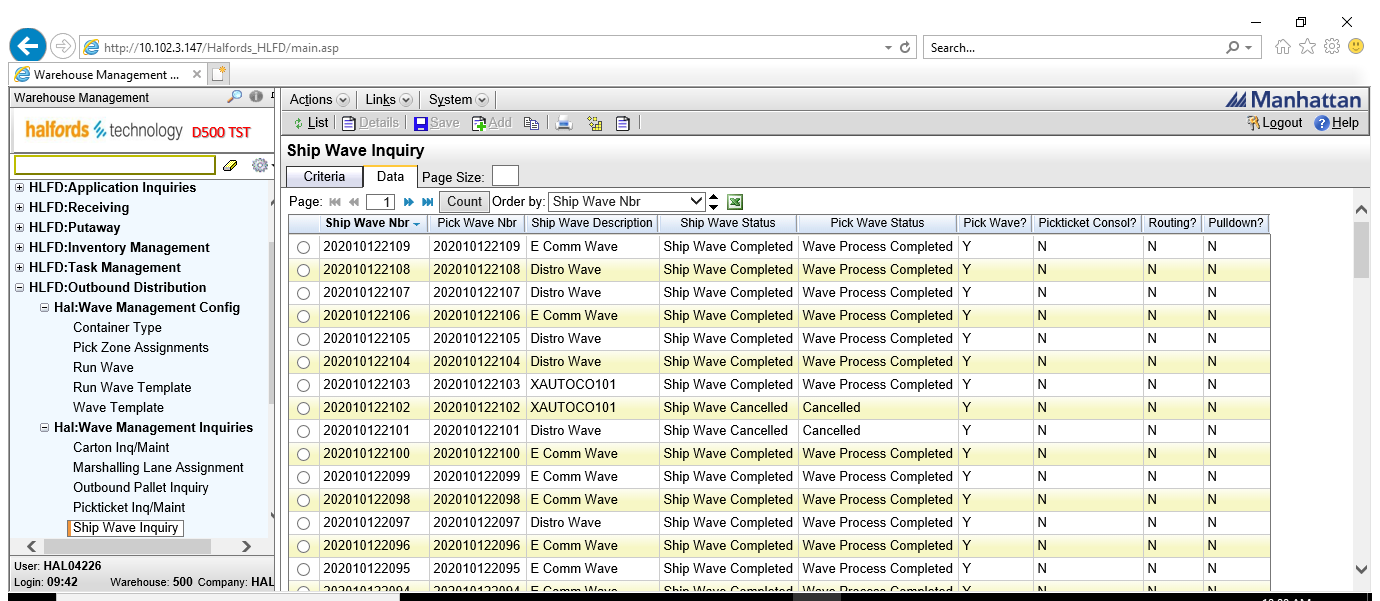 http://10.102.3.147/Halfords_HLFD/main.asp
Search...
Warehouse Management ...
Warehouse Management
halfords technology D500 TST
HLFD:Application Inquiries
HLFD:Receiving
HLFD:Putaway
HLFD:Inventory Management
HLFD:Task Management
HLFD:Outbound Distribution
Hal:Wave Management Config
Container Type
Pick Zone Assignments
Run Wave
Run Wave Template
Wave Template
Hal:Wave Management Inquiries
Carton Inq/Maint
Marshalling Lane Assignment
Outbound Pallet Inquiry
Pickticket Inq/Maint
Ship Wave Inquiry
User: HAL04226
Login: 09:42 Warehouse: 500 Company: HAL
Actions Links System
Manhattan
List Details Save Add
Logout Help
Ship Wave Inquiry
Criteria Data Page Size:
Page: 1 Count Order by: Ship Wave Nbr
Ship Wave Nbr Pick Wave Nbr Ship Wave Description Ship Wave Status Pick Wave Status Pick Wave? Pickticket Consol? Routing? Pulldown?
202010122109 202010122109 E Comm Wave Ship Wave Completed Wave Process Completed Y N N N
202010122108 202010122108 Distro Wave Ship Wave Completed Wave Process Completed Y N N N
202010122107 202010122107 Distro Wave Ship Wave Completed Wave Process Completed Y N N N
202010122106 202010122106 E Comm Wave Ship Wave Completed Wave Process Completed Y N N N
202010122105 202010122105 Distro Wave Ship Wave Completed Wave Process Completed Y N N N
202010122104 202010122104 Distro Wave Ship Wave Completed Wave Process Completed Y N N N
202010122103 202010122103 XAUTOCO101 Ship Wave Completed Wave Process Completed Y N N N
202010122102 202010122102 XAUTOCO101 Ship Wave Cancelled Cancelled Y N N N
202010122101 202010122101 Distro Wave Ship Wave Cancelled Cancelled Y N N N
202010122100 202010122100 E Comm Wave Ship Wave Completed Wave Process Completed Y N N N
202010122099 202010122099 E Comm Wave Ship Wave Completed Wave Process Completed Y N N N
202010122098 202010122098 E Comm Wave Ship Wave Completed Wave Process Completed Y N N N
202010122097 202010122097 Distro Wave Ship Wave Completed Wave Process Completed Y N N N
202010122096 202010122096 E Comm Wave Ship Wave Completed Wave Process Completed Y N N N
202010122095 202010122095 E Comm Wave Ship Wave Completed Wave Process Completed Y N N N
202010122094 202010122094 E Comm Wave Ship Wave Completed Wave Process Completed Y N N N